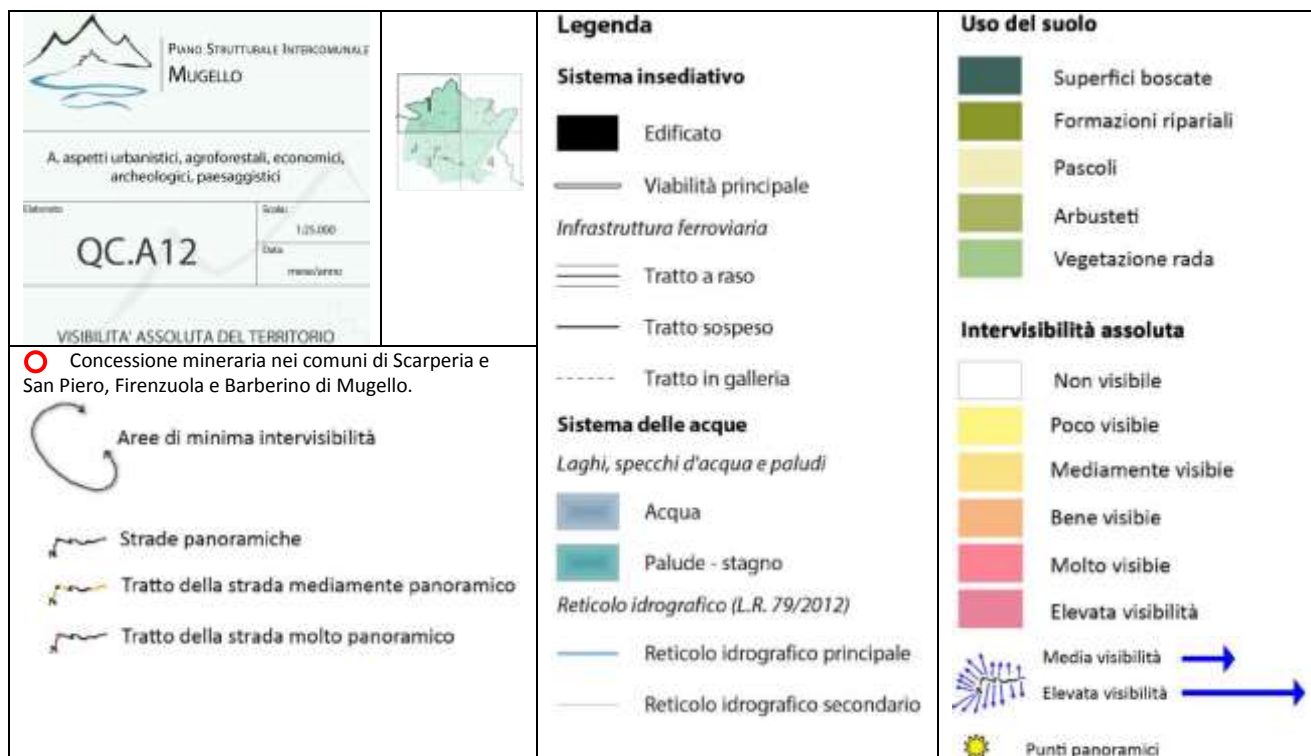 PIANO STRUTTURALE INTERCOMUNALE
MUGELLO
A. aspetti urbanistici, agroforestali, economici,
archeologici, paesaggistici
Elaborato
Scala:
QC.A12
1:25.000
Data
mese/anno
VISIBILITA' ASSOLUTA DEL TERRITORIO
Concessione mineraria nei comuni di Scarperia e
San Piero, Firenzuola e Barberino di Mugello.
Aree di minima intervisibilità
Strade panoramiche
Tratto della strada mediamente panoramico
Tratto della strada molto panoramico
Legenda
Sistema insediativo
Edificato
Viabilità principale
Infrastruttura ferroviaria
Tratto a raso
Tratto sospeso
Tratto in galleria
Sistema delle acque
Laghi, specchi d'acqua e paludi
Acqua
Palude - stagno
Reticolo idrografico (L.R. 79/2012)
Reticolo idrografico principale
Reticolo idrografico secondario
Uso del suolo
Superfici boscate
Formazioni ripariali
Pascoli
Arbusteti
Vegetazione rada
Intervisibilità assoluta
Non visibile
Poco visibie
Mediamente visibie
Bene visibie
Molto visibie
Elevata visibilità
Media visibilità
Elevata visibilità
Punti panoramici